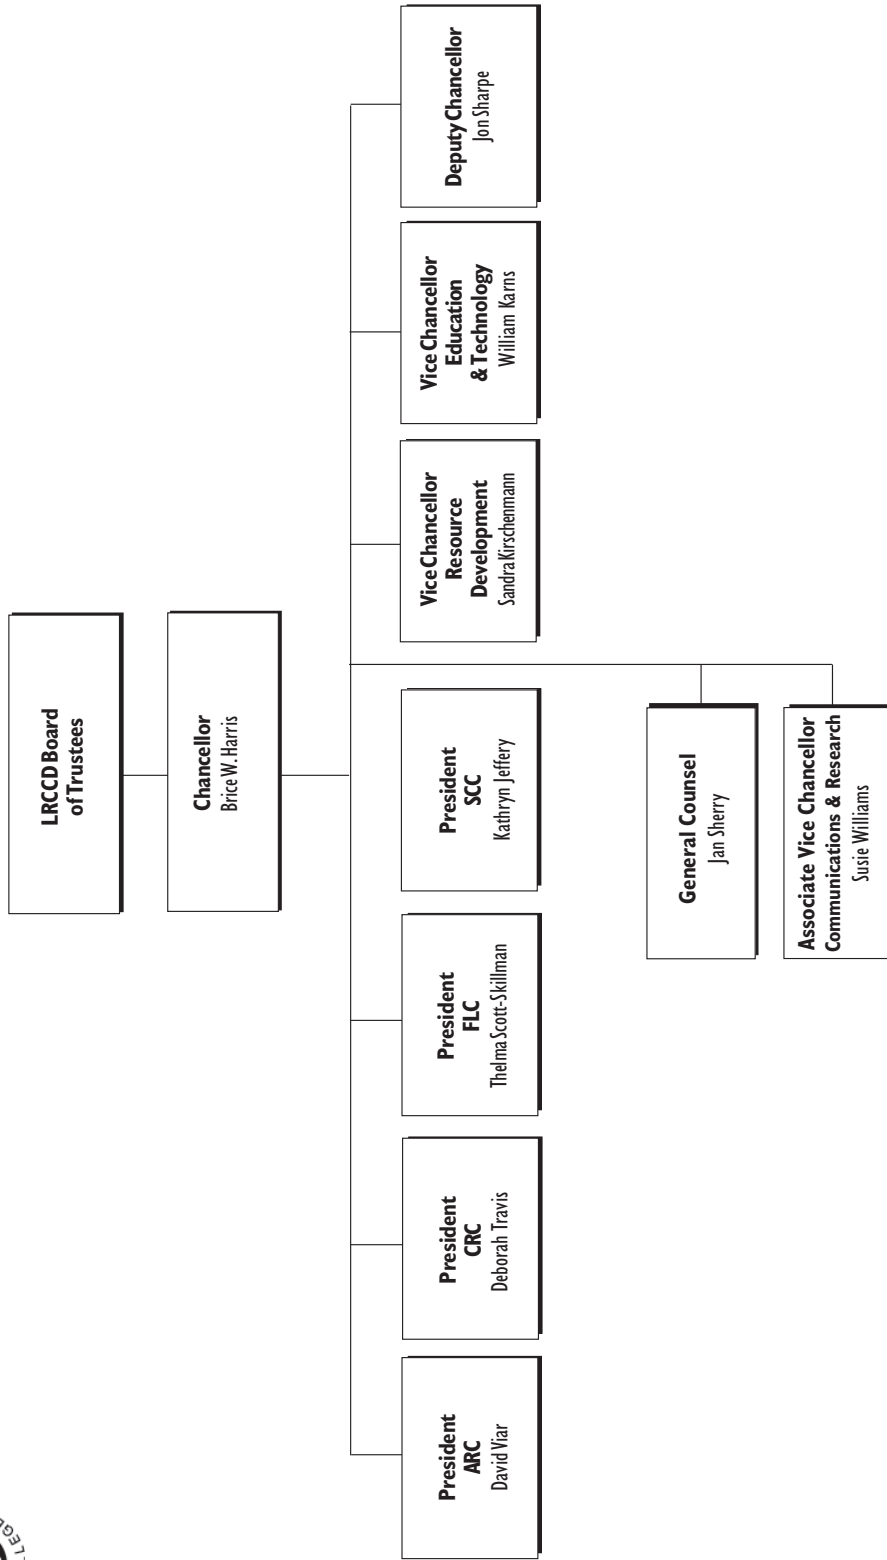 LRCCD Board
of Trustees
Chancellor
Brice W. Harris
President
ARC
David Viar
President
CRC
Deborah Travis
President
FLC
Thelma Scott-Skillman
President
SCC
Kathryn Jeffery
Vice Chancellor
Resource
Development
Sandra Kirschenmann
Vice Chancellor
Education
& Technology
William Karns
Deputy Chancellor
Jon Sharpe
General Counsel
Jan Sherry
Associate Vice Chancellor
Communications & Research
Susie Williams